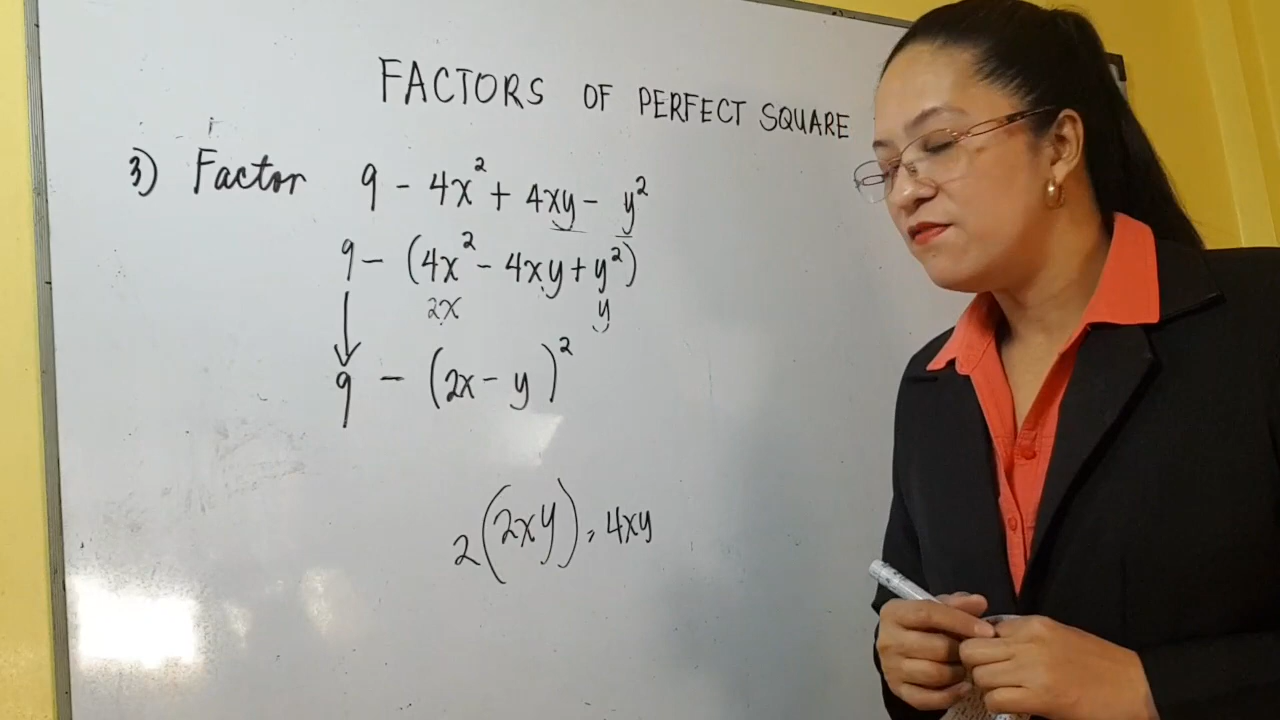 FACTORS OF PERFECT SQUARE
3) Factor 9 - 4x² + 4xy - y²
9 - (4x² - 4xy + y²)
2x y
9 - (2x - y)²
2(2xy) = 4xy